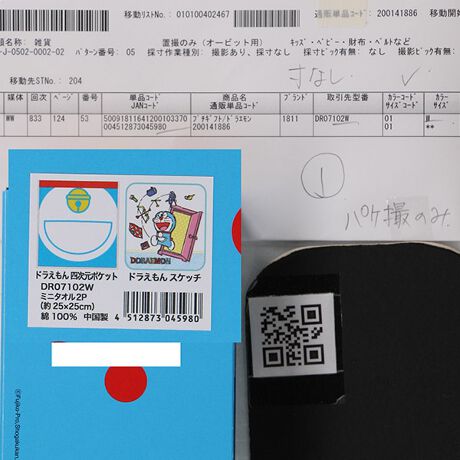 移動リストNo.: 010100402467
通販単品コード: 200141886
移動開始
類名称: 雑貨
置撮のみ (オービット用)
キッズ・ベビー・財布・ベルトなど
-J-0502-0002-02
パターン番号: 05
採寸作業種別: 撮影あり、採寸なし
採寸ピック有無: なし
撮影ピック有無:
移動先STNo.: 204
すなし
媒体 回次 ページ 番号 単品コード 商品名 ブランド 取引先型番 カラーコード カラー
JANコード 通販単品コード サイズコード サイズ
WW 833 124 53 50091811641200103370 プチギフト/ドラエモン 1811 DR07102W 01
0004512873045980 200141886 01 **
↓
パケ撮のみ。
DORAEMON
ドラえもん 四次元ポケット
ドラえもん スケッチ
DR07102W
ミニタオル2P
(約25×25cm)
綿100% 中国製
4 512873 045980
©Fujiko-Pro, Shogakukan,